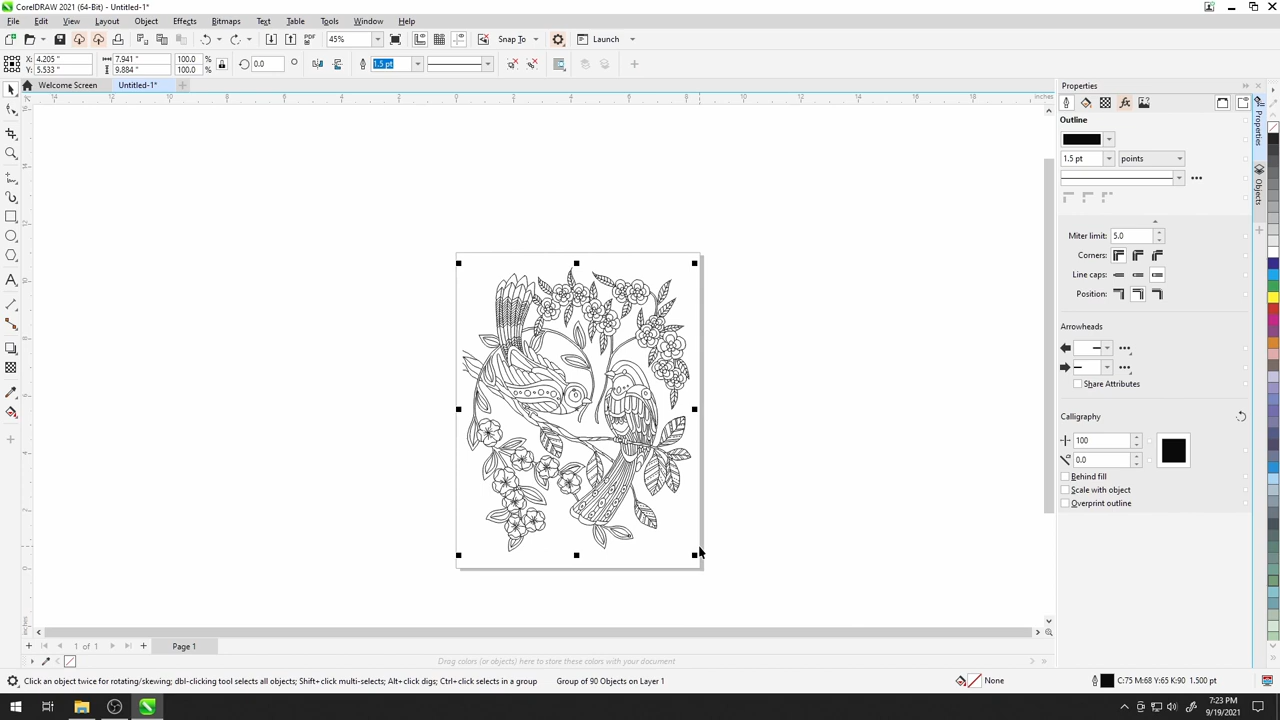 CorelDRAW 2021 (64-Bit) - Untitled-1*
File Edit View Layout Object Effects Bitmaps Text Table Tools Window Help
PDF 45% Snap To Launch
X: 4.205 " 7.941 " 100.0 %
Y: 5.533 " 9.884 " 100.0 % 0.0 ° 1.5 pt
Welcome Screen Untitled-1*
inches
Properties
Outline
1.5 pt points
Miter limit: 5.0
Corners:
Line caps:
Position:
Arrowheads
Share Attributes
Calligraphy
100
0.0
Behind fill
Scale with object
Overprint outline
Properties
Objects
1 of 1 Page 1
Drag colors (or objects) here to store these colors with your document
Click an object twice for rotating/skewing; dbl-clicking tool selects all objects; Shift+click multi-selects; Alt+click digs; Ctrl+click selects in a group Group of 90 Objects on Layer 1 None C:75 M:68 Y:65 K:90 1.500 pt
7:23 PM
9/19/2021